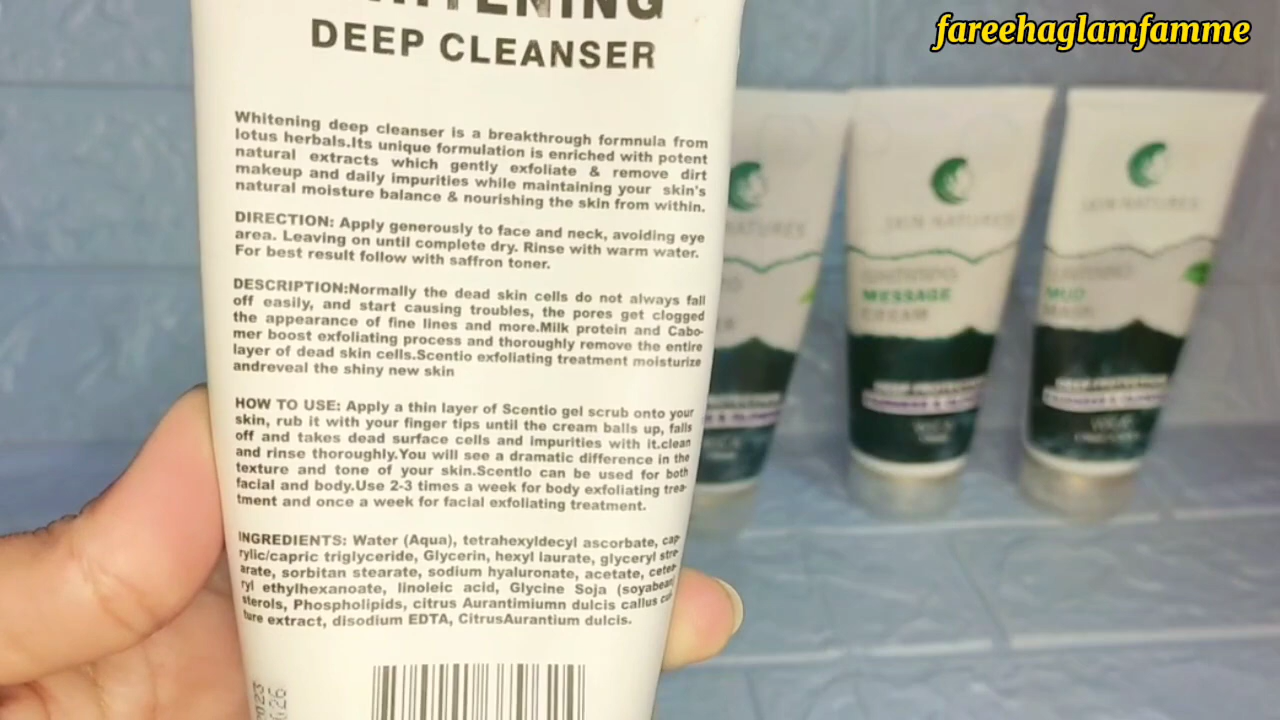 fareehaglamfamme
WHITENING
DEEP CLEANSER
Whitening deep cleanser is a breakthrough formnula from
lotus herbals.Its unique formulation is enriched with potent
natural extracts which gently exfoliate & remove dirt
makeup and daily impurities while maintaining your skin's
natural moisture balance & nourishing the skin from within.
DIRECTION: Apply generously to face and neck, avoiding eye
area. Leaving on until complete dry. Rinse with warm water.
For best result follow with saffron toner.
DESCRIPTION:Normally the dead skin cells do not always fall
off easily, and start causing troubles, the pores get clogged
the appearance of fine lines and more.Milk protein and Cabo-
mer boost exfoliating process and thoroughly remove the entire
layer of dead skin cells.Scentio exfoliating treatment moisturize
andreveal the shiny new skin
HOW TO USE: Apply a thin layer of Scentio gel scrub onto your
skin, rub it with your finger tips until the cream balls up, falls
off and takes dead surface cells and impurities with it.clean
and rinse thoroughly.You will see a dramatic difference in the
texture and tone of your skin.Scentio can be used for both
facial and body.Use 2-3 times a week for body exfoliating trea-
tment and once a week for facial exfoliating treatment.
INGREDIENTS: Water (Aqua), tetrahexyldecyl ascorbate, cap-
rylic/capric triglyceride, Glycerin, hexyl laurate, glyceryl stre-
arate, sorbitan stearate, sodium hyaluronate, acetate, cete-
ryl ethylhexanoate, linoleic acid, Glycine Soja (soyabean)
sterols, Phospholipids, citrus Aurantimiumn dulcis callus cul-
ture extract, disodium EDTA, CitrusAurantium dulcis.
SKIN NATURES
MESSAGE
CREAM
SKIN NATURES
MUD
MASK